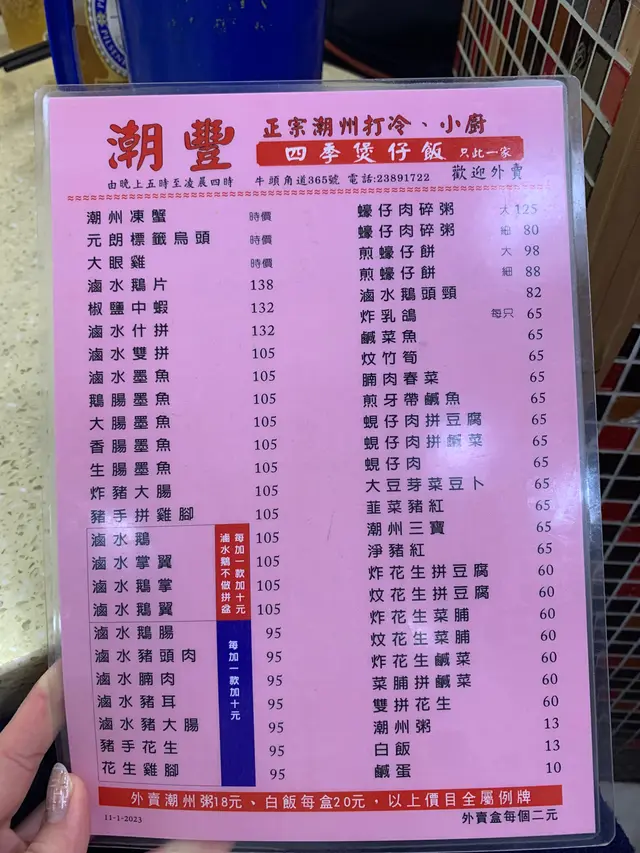 潮豐
正宗潮州打冷、小廚
四季煲仔飯 只此一家
由晚上五時至凌晨四時 牛頭角道365號 電話:23891722 歡迎外賣
潮州凍蟹 時價
元朗標籤烏頭 時價
大眼雞 時價
滷水鵝片 138
椒鹽中蝦 132
滷水什拼 132
滷水雙拼 105
滷水墨魚 105
鵝腸墨魚 105
大腸墨魚 105
香腸墨魚 105
生腸墨魚 105
炸豬大腸 105
豬手拼雞腳 105
滷水鵝 105
滷水掌翼 105
滷水鵝掌 105
滷水鵝翼 105
每加一款加十元
滷水鵝不做拼盆
滷水鵝腸 95
滷水豬頭肉 95
滷水腩肉 95
滷水豬耳 95
滷水豬大腸 95
豬手花生 95
花生雞腳 95
每加一款加十元
蠔仔肉碎粥 大 125
蠔仔肉碎粥 細 80
煎蠔仔餅 大 98
煎蠔仔餅 細 88
滷水鵝頭頸 82
炸乳鴿 每只 65
鹹菜魚 65
炆竹筍 65
腩肉春菜 65
煎牙帶鹹魚 65
蜆仔肉拼豆腐 65
蜆仔肉拼鹹菜 65
蜆仔肉 65
大豆芽菜豆卜 65
韮菜豬紅 65
潮州三寶 65
淨豬紅 65
炸花生拼豆腐 60
炆花生拼豆腐 60
炸花生菜脯 60
炆花生菜脯 60
炸花生鹹菜 60
菜脯拼鹹菜 60
雙拼花生 60
潮州粥 13
白飯 13
鹹蛋 10
外賣潮州粥18元、白飯每盒20元，以上價目全屬例牌
11-1-2023 外賣盒每個二元